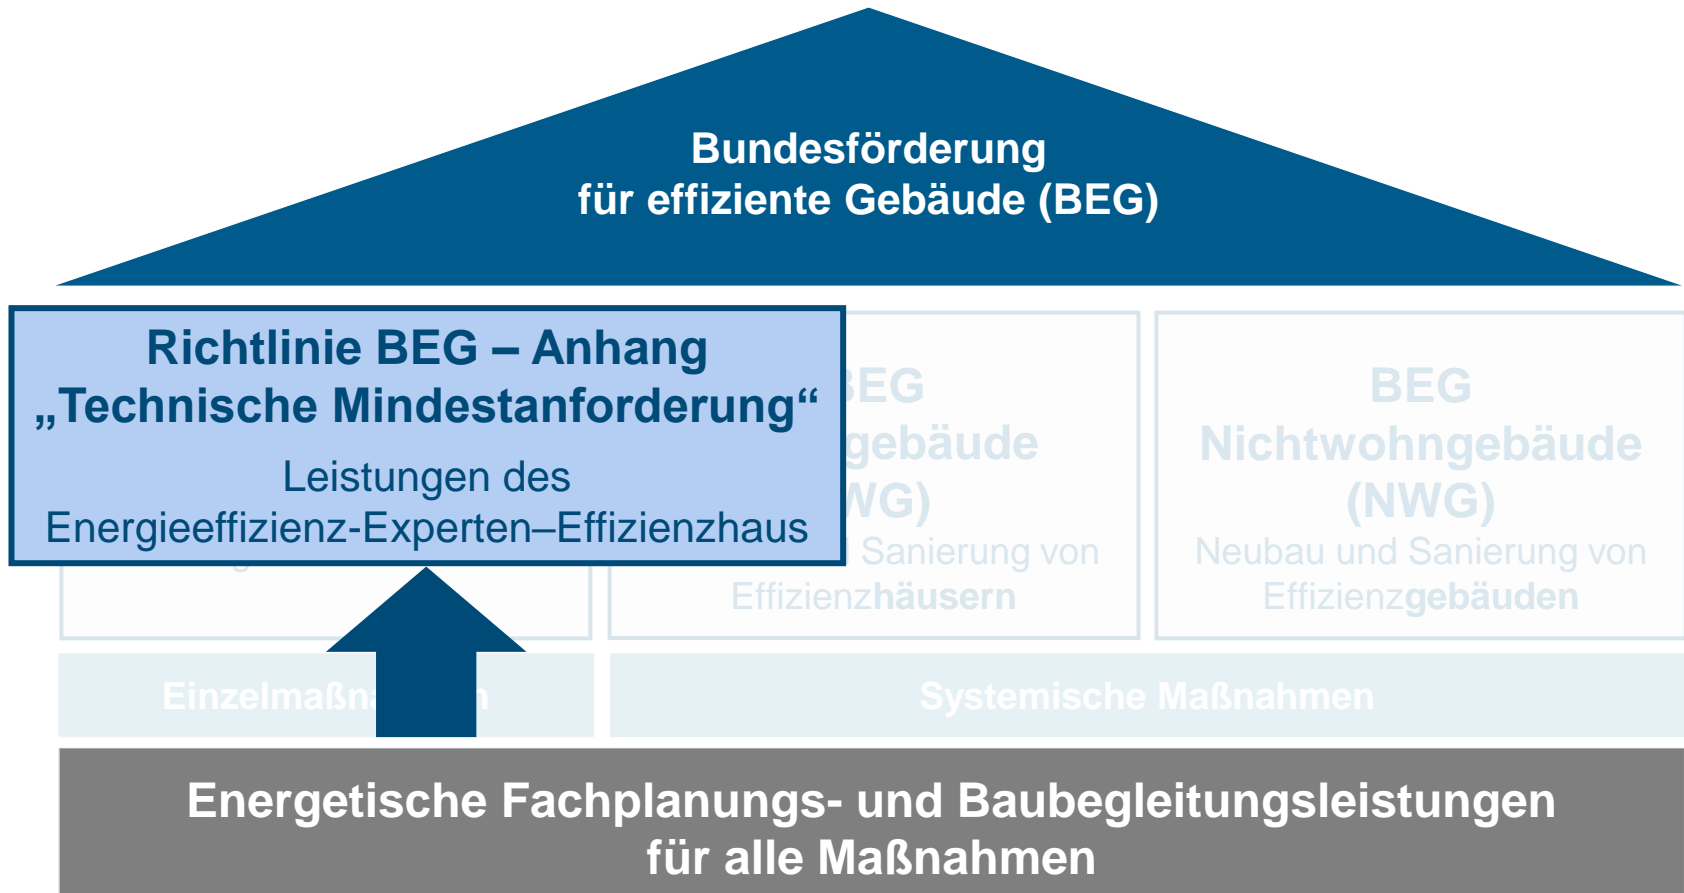 Bundesförderung
für effiziente Gebäude (BEG)
Richtlinie BEG – Anhang
„Technische Mindestanforderung“
Leistungen des
Energieeffizienz-Experten–Effizienzhaus
gebäude
Sanierung von
Effizienzhäusern
BEG
Nichtwohngebäude
(NWG)
Neubau und Sanierung von
Effizienzgebäuden
Systemische Maßnahmen
Energetische Fachplanungs- und Baubegleitungsleistungen
für alle Maßnahmen